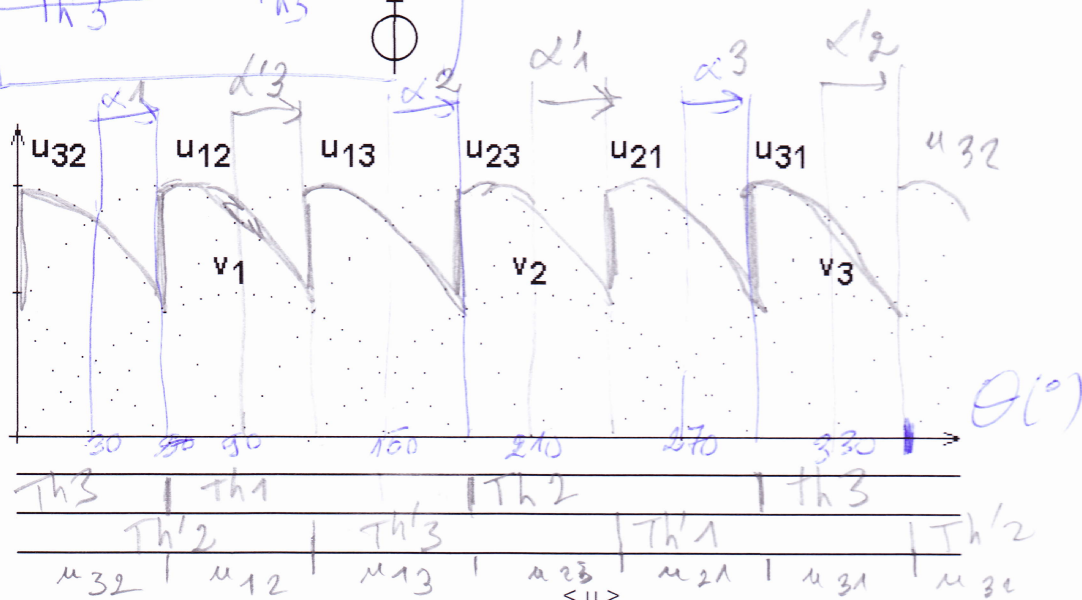 Th3 Th3
α1 α'3 α2 α'1 α3 α'2
u32 u12 u13 u23 u21 u31 u32
v1 v2 v3
θ(°)
30 90 150 210 270 330
Th3 Th1 Th2 Th3
Th'2 Th'3 Th'1 Th'2
u32 u12 u13 u23 u21 u31 u32
< u >